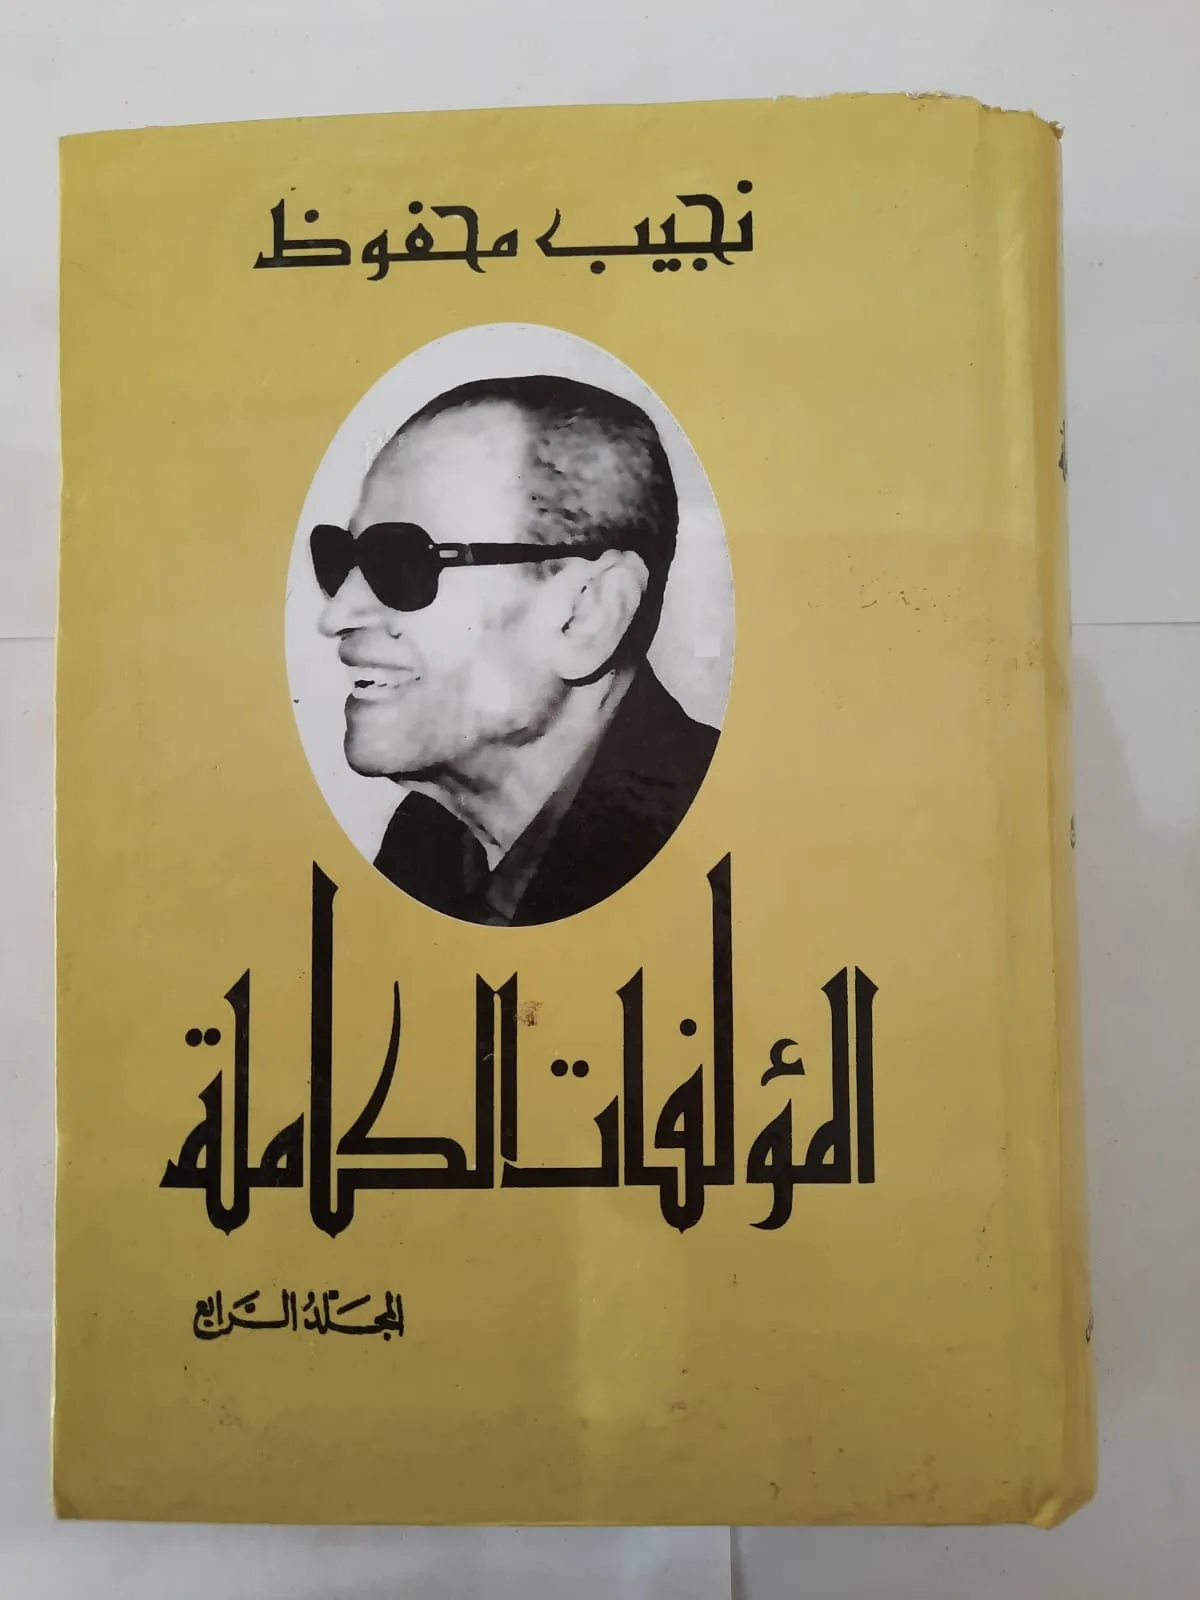 نجيب محفوظ
المؤلفات الكاملة
المجلد الرابع